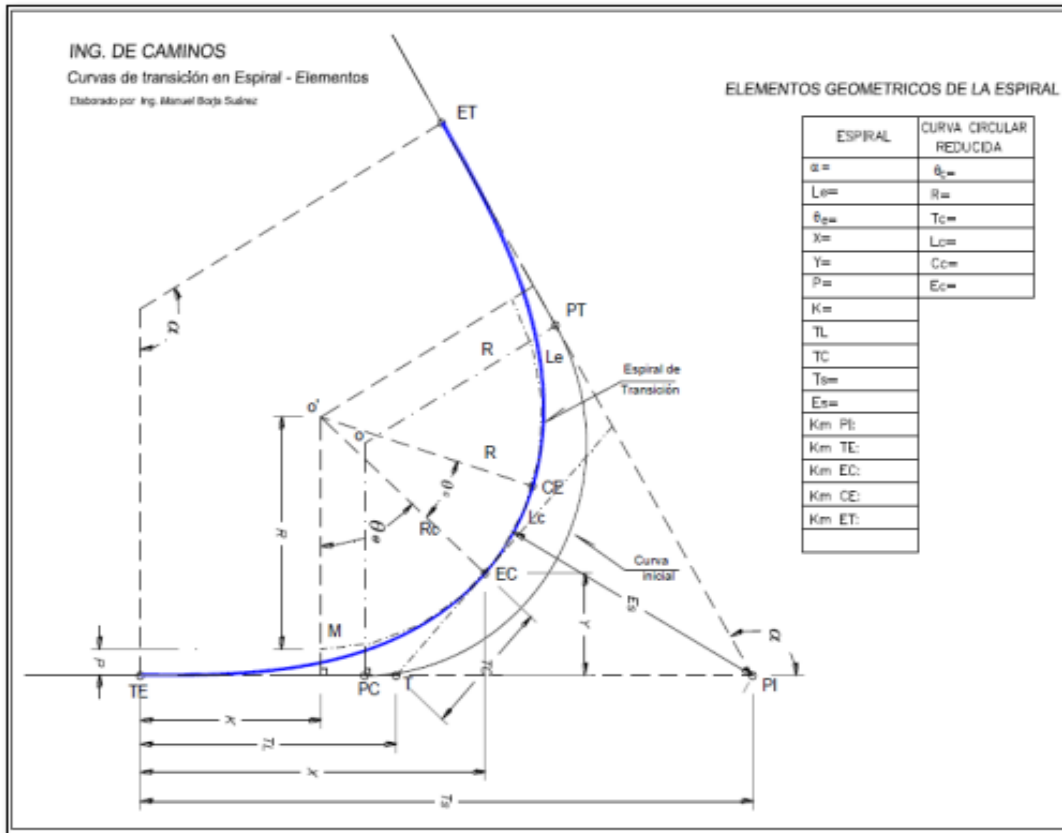 ING. DE CAMINOS
Curvas de transición en Espiral - Elementos
Elaborado por Ing. Manuel Borja Suárez
ELEMENTOS GEOMETRICOS DE LA ESPIRAL
ESPIRAL
CURVA CIRCULAR
REDUCIDA
α=
θc=
Le=
R=
θe=
Tc=
X=
Lc=
Y=
Cc=
P=
Ec=
K=
TL
TC
Ts=
Es=
Km PI:
Km TE:
Km EC:
Km CE:
Km ET:
ET
α
PT
R
Le
Espiral de
Transición
o'
o
R
θc
CE
θe
Rc
Lc
R
EC
Curva
inicial
Es
Y
M
P
Tc
α
TE
PC
T
PI
K
TL
X
Ts